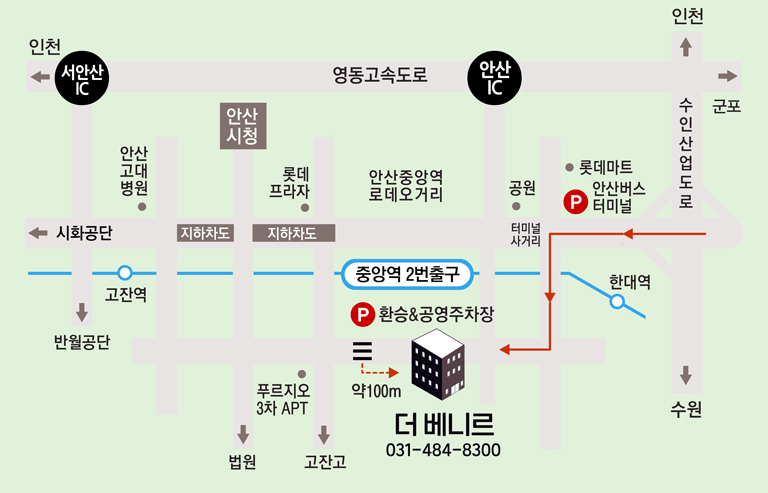 인천
인천
서안산
IC
영동고속도로
안산
IC
군포
수인산업도로
안산
시청
안산
고대
병원
롯데
프라자
안산중앙역
로데오거리
공원
롯데마트
P
안산버스
터미널
시화공단
지하차도
지하차도
터미널
사거리
중앙역 2번출구
고잔역
한대역
P 환승&공영주차장
반월공단
푸르지오
3차 APT
약100m
더 베니르
031-484-8300
수원
법원
고잔고